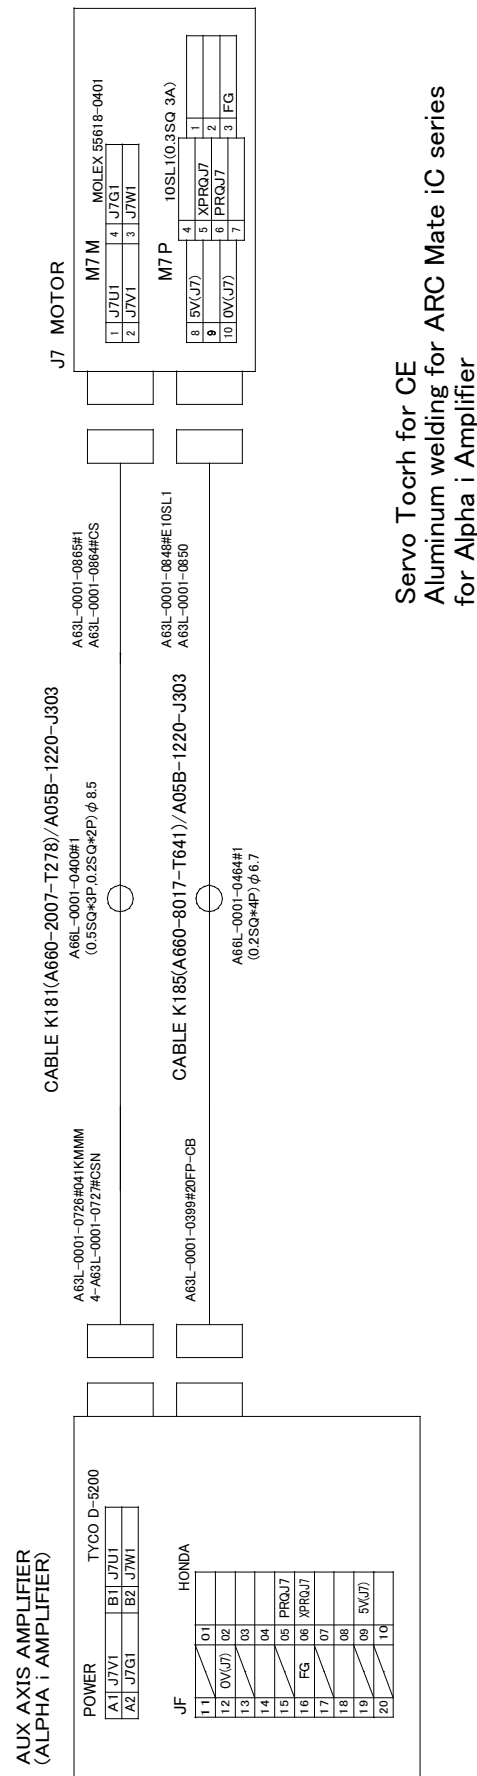 AUX AXIS AMPLIFIER
(ALPHA i AMPLIFIER)
POWER TYCO D-5200
A1 J7V1 B1 J7U1
A2 J7G1 B2 J7W1
JF HONDA
11 01
12 0V(J7) 02
13 03
14 04
15 05 PRQJ7
16 FG 06 XPRQJ7
17 07
18 08
19 09 5V(J7)
20 10
A63L-0001-0726#041KMMM
4-A63L-0001-0727#CSN
A63L-0001-0399#20FP-CB
CABLE K181(A660-2007-T278)/A05B-1220-J303
A66L-0001-0400#1
(0.5SQ*3P,0.2SQ*2P) φ8.5
CABLE K185(A660-8017-T641)/A05B-1220-J303
A66L-0001-0464#1
(0.2SQ*4P) φ6.7
A63L-0001-0865#1
A63L-0001-0864#CS
A63L-0001-0848#E10SL1
A63L-0001-0850
J7 MOTOR
M7M MOLEX 55618-0401
1 J7U1 4 J7G1
2 J7V1 3 J7W1
M7P 10SL1(0.3SQ 3A)
4 1
8 5V(J7) 5 XPRQJ7 2
9 6 PRQJ7 3 FG
10 0V(J7) 7
Servo Tocrh for CE
Aluminum welding for ARC Mate iC series
for Alpha i Amplifier